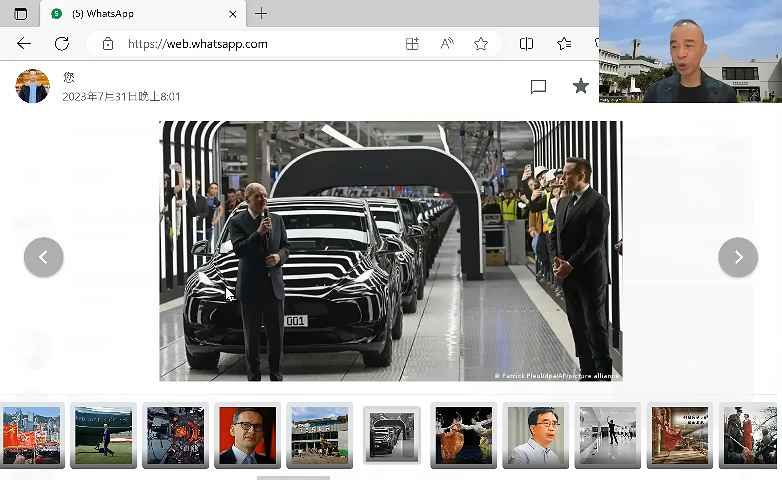 (5) WhatsApp
https://web.whatsapp.com
您
2023年7月31日晚上8:01
001
© Patrick Pleul/dpa/AP/picture alliance